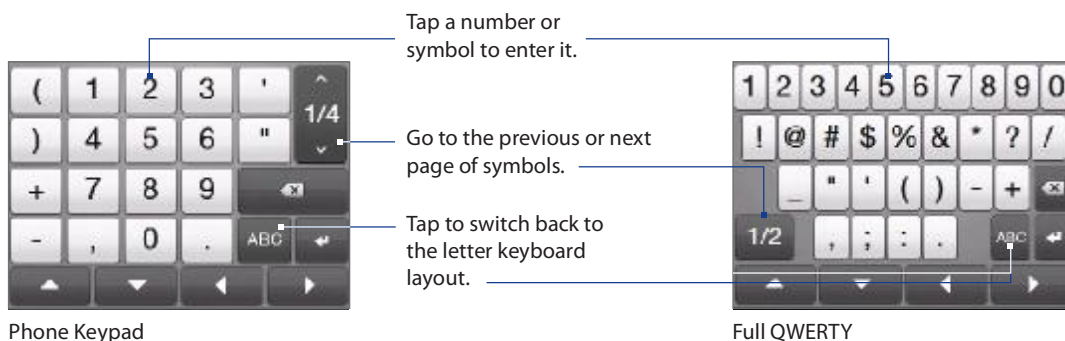 Tap a number or
symbol to enter it.
( 1 2 3 ' 1/4
) 4 5 6 "
Go to the previous or next
page of symbols.
+ 7 8 9
- , 0 . ABC
Tap to switch back to
the letter keyboard
layout.
Phone Keypad
1 2 3 4 5 6 7 8 9 0
! @ # $ % & * ? /
_ " ' ( ) - +
1/2 , ; : . ABC
Full QWERTY